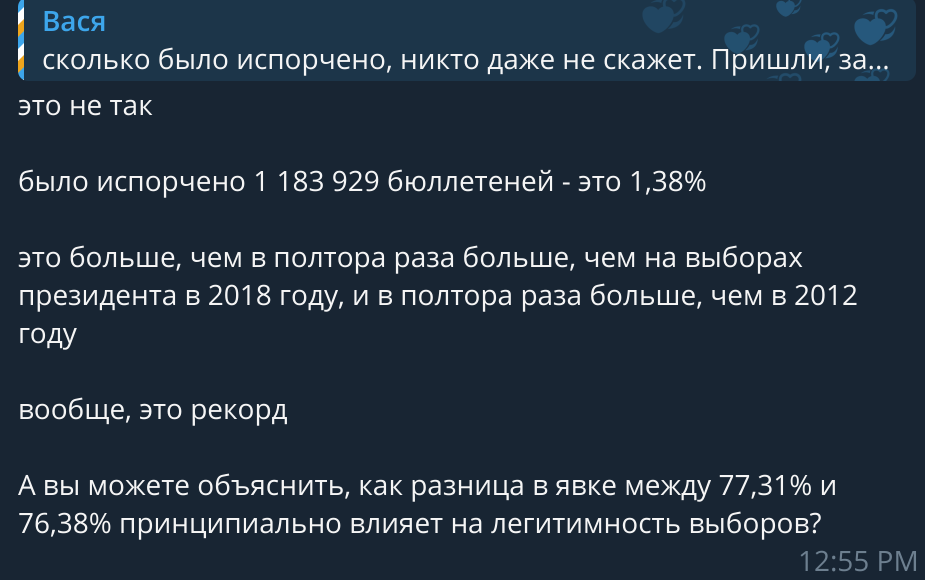 Вася
сколько было испорчено, никто даже не скажет. Пришли, за...
это не так
было испорчено 1 183 929 бюллетеней - это 1,38%
это больше, чем в полтора раза больше, чем на выборах
президента в 2018 году, и в полтора раза больше, чем в 2012
году
вообще, это рекорд
А вы можете объяснить, как разница в явке между 77,31% и
76,38% принципиально влияет на легитимность выборов?
12:55 PM